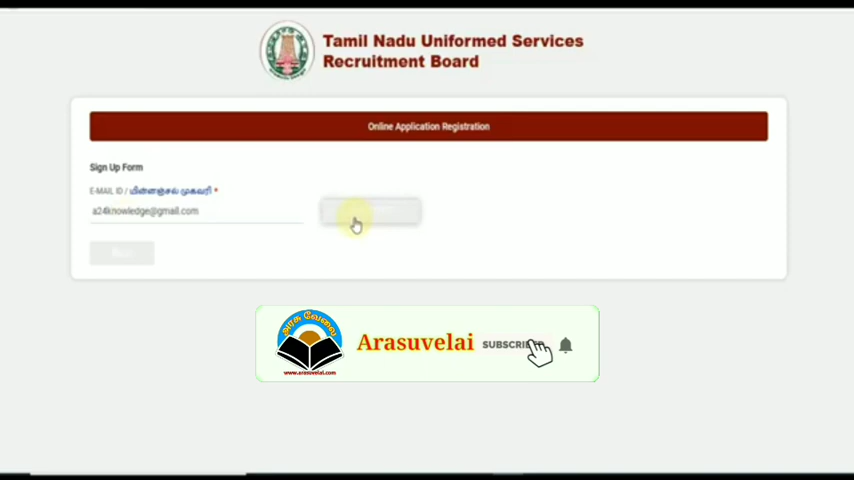 Tamil Nadu Uniformed Services
Recruitment Board
Online Application Registration
Sign Up Form
E-MAIL ID / மின்னஞ்சல் முகவரி *
a24knowledge@gmail.com
அரசு வேலை
www.arasuvelai.com
Arasuvelai